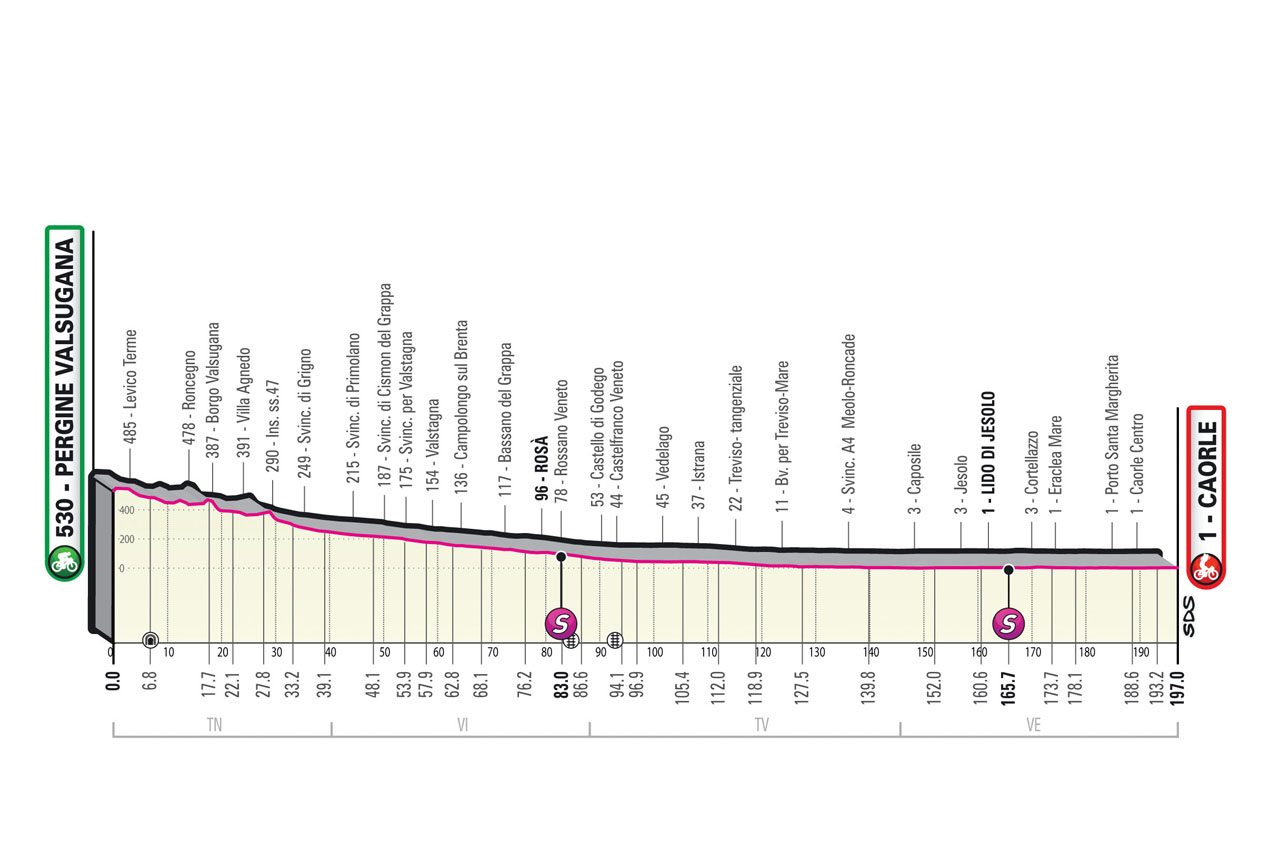 530 - PERGINE VALSUGANA
485 - Levico Terme
478 - Roncegno
387 - Borgo Valsugana
391 - Villa Agnedo
290 - Ins. ss.47
249 - Svinc. di Grigno
215 - Svinc. di Primolano
187 - Svinc. di Cismon del Grappa
175 - Svinc. per Valstagna
154 - Valstagna
136 - Campolongo sul Brenta
117 - Bassano del Grappa
96 - ROSÀ
78 - Rossano Veneto
53 - Castello di Godego
44 - Castelfranco Veneto
45 - Vedelago
37 - Istrana
22 - Treviso- tangenziale
11 - Bv. per Treviso-Mare
4 - Svinc. A4 Meolo-Roncade
3 - Caposile
3 - Jesolo
1 - LIDO DI JESOLO
3 - Cortellazzo
1 - Eraclea Mare
1 - Porto Santa Margherita
1 - Caorle Centro
1 - CAORLE
400
200
0
S
S
SDS
0 10 20 30 40 50 60 70 80 90 100 110 120 130 140 150 160 170 180 190
0.0 6.8 17.7 22.1 27.8 33.2 39.1 48.1 53.9 57.9 62.8 68.1 76.2 83.0 86.6 94.1 96.9 105.4 112.0 118.9 127.5 139.8 152.0 160.6 165.7 173.7 178.1 188.6 193.2 197.0
TN VI TV VE